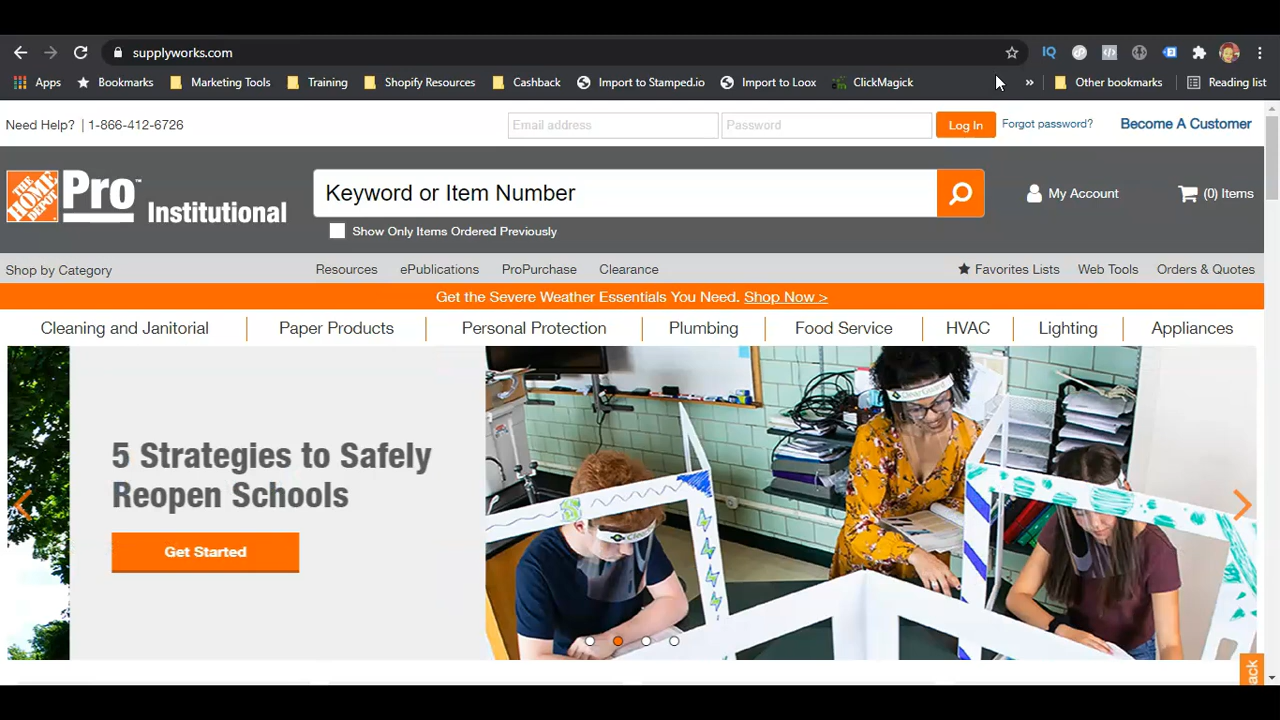 supplyworks.com
IQ
Apps
Bookmarks
Marketing Tools
Training
Shopify Resources
Cashback
Import to Stamped.io
Import to Loox
ClickMagick
»
Other bookmarks
Reading list
Need Help? | 1-866-412-6726
Email address
Password
Log In
Forgot password?
Become A Customer
THE HOME DEPOT
Pro™
Institutional
Keyword or Item Number
My Account
(0) Items
Show Only Items Ordered Previously
Shop by Category
Resources
ePublications
ProPurchase
Clearance
Favorites Lists
Web Tools
Orders & Quotes
Get the Severe Weather Essentials You Need. Shop Now >
Cleaning and Janitorial
Paper Products
Personal Protection
Plumbing
Food Service
HVAC
Lighting
Appliances
5 Strategies to Safely
Reopen Schools
Get Started